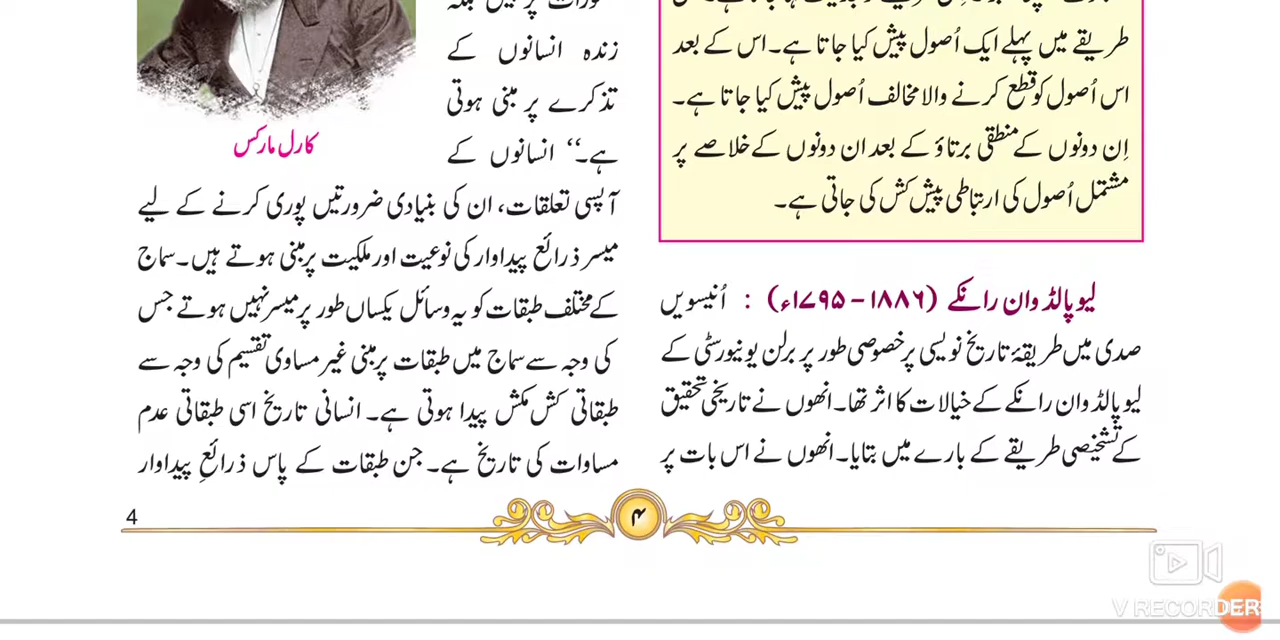 طریقے میں پہلے ایک اُصول پیش کیا جاتا ہے۔ اس کے بعد
اس اُصول کو قطع کرنے والا مخالف اُصول پیش کیا جاتا ہے۔
اِن دونوں کے منطقی برتاؤ کے بعد ان دونوں کے خلاصے پر
مشتمل اُصول کی ارتباطی پیش کش کی جاتی ہے۔
لیوپالڈ وان رانکے (۱۸۸۶ – ۱۷۹۵ء) : اُنیسویں
صدی میں طریقۂ تاریخ نویسی پر خصوصی طور پر برلن یونیورسٹی کے
لیوپالڈ وان رانکے کے خیالات کا اثر تھا۔ انھوں نے تاریخی تحقیق
کے تشخیصی طریقے کے بارے میں بتایا۔ انھوں نے اس بات پر
زندہ انسانوں کے
تذکرے پر مبنی ہوتی
ہے۔‘‘ انسانوں کے
کارل مارکس
آپسی تعلقات، ان کی بنیادی ضرورتیں پوری کرنے کے لیے
میسر ذرائع پیداوار کی نوعیت اور ملکیت پر مبنی ہوتے ہیں۔ سماج
کے مختلف طبقات کو یہ وسائل یکساں طور پر میسر نہیں ہوتے جس
کی وجہ سے سماج میں طبقات پر مبنی غیر مساوی تقسیم کی وجہ سے
طبقاتی کش مکش پیدا ہوتی ہے۔ انسانی تاریخ اسی طبقاتی عدم
مساوات کی تاریخ ہے۔ جن طبقات کے پاس ذرائعِ پیداوار
4
۴
V RECORDER